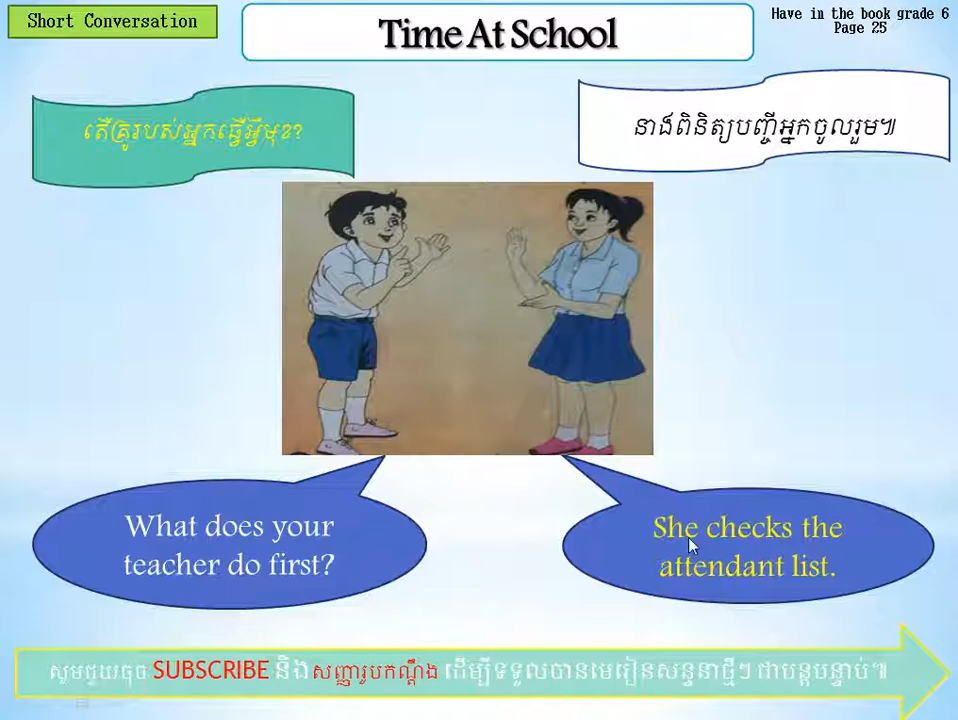 Short Conversation
Time At School
Have in the book grade 6
Page 25
តើគ្រូរបស់អ្នកធ្វើអ្វីមុខ?
នាងពិនិត្យបញ្ជីអ្នកចូលរួម៕
What does your
teacher do first?
She checks the
attendant list.
សូមជួយចុច SUBSCRIBE និង សញ្ញារូបកណ្ដឹង ដើម្បីទទួលបានមេរៀនសន្ទនាថ្មីៗ ជាបន្តបន្ទាប់៕